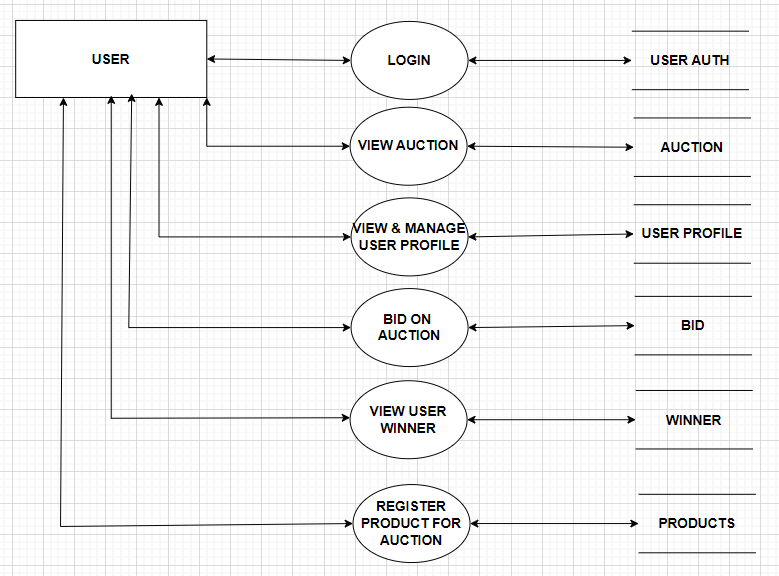 USER
LOGIN
USER AUTH
VIEW AUCTION
AUCTION
VIEW & MANAGE
USER PROFILE
USER PROFILE
BID ON
AUCTION
BID
VIEW USER
WINNER
WINNER
REGISTER
PRODUCT FOR
AUCTION
PRODUCTS